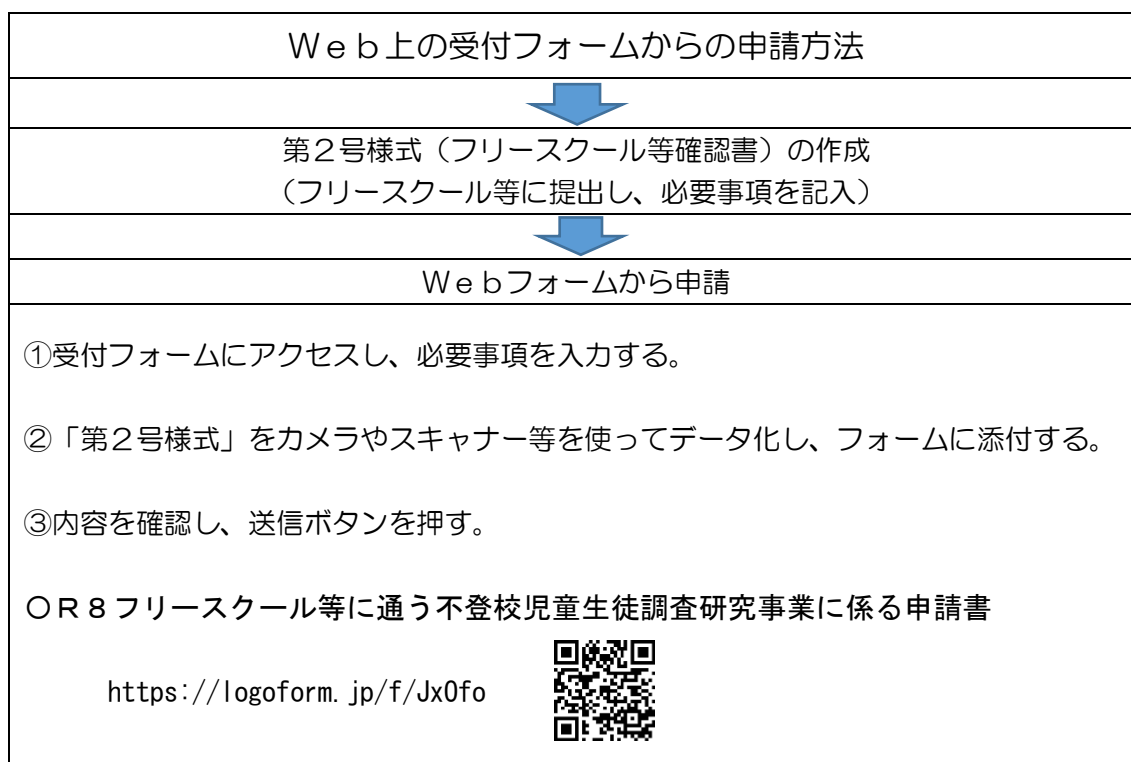 Ｗｅｂ上の受付フォームからの申請方法
第２号様式（フリースクール等確認書）の作成
（フリースクール等に提出し、必要事項を記入）
Ｗｅｂフォームから申請
①受付フォームにアクセスし、必要事項を入力する。
②「第２号様式」をカメラやスキャナー等を使ってデータ化し、フォームに添付する。
③内容を確認し、送信ボタンを押す。
〇Ｒ８フリースクール等に通う不登校児童生徒調査研究事業に係る申請書
https://logoform.jp/f/JxOfo